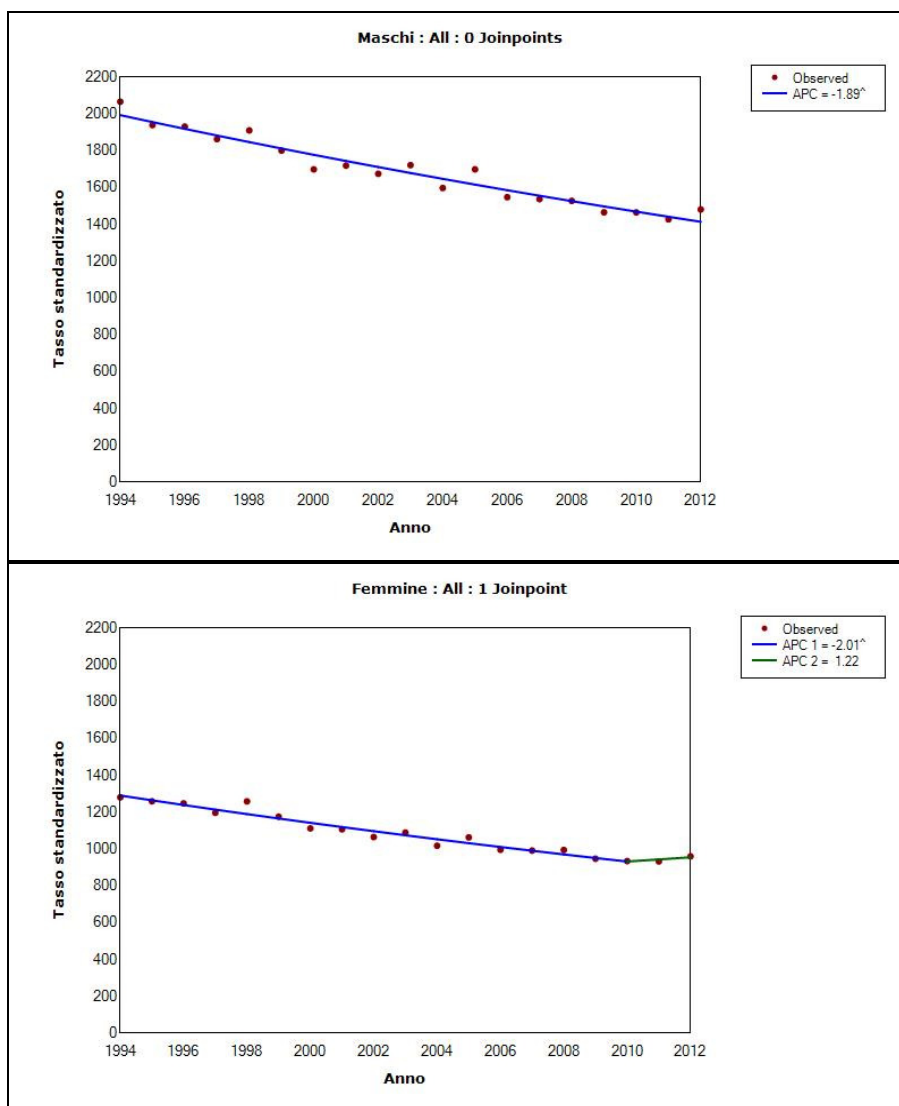 Maschi : All : 0 Joinpoints
Observed
APC = -1.89^
Tasso standardizzato
2200
2000
1800
1600
1400
1200
1000
800
600
400
200
0
1994 1996 1998 2000 2002 2004 2006 2008 2010 2012
Anno
Femmine : All : 1 Joinpoint
Observed
APC 1 = -2.01^
APC 2 = 1.22
Tasso standardizzato
2200
2000
1800
1600
1400
1200
1000
800
600
400
200
0
1994 1996 1998 2000 2002 2004 2006 2008 2010 2012
Anno